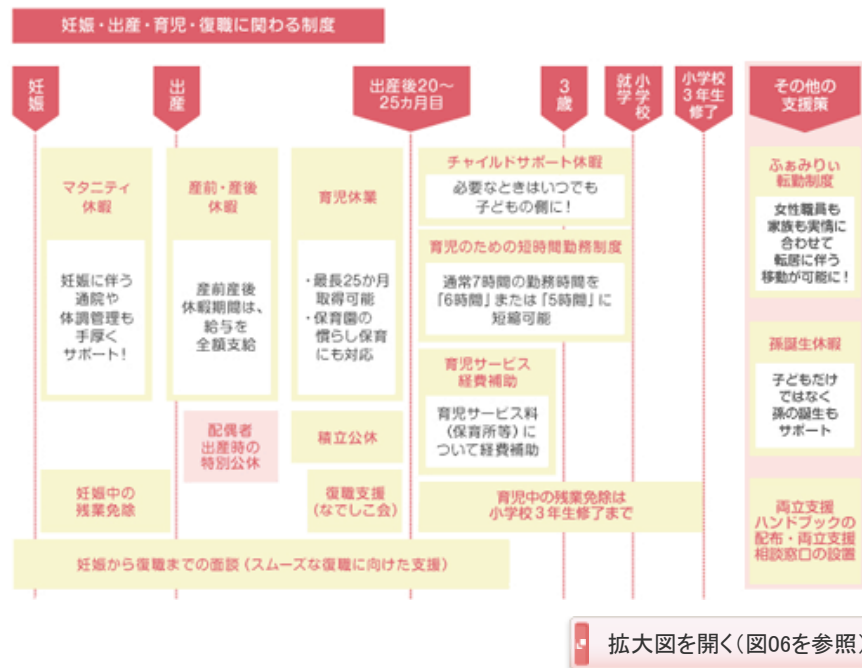 妊娠・出産・育児・復職に関わる制度
妊娠
出産
出産後20～
25カ月目
3歳
小学校
就学
小学校
3年生
修了
その他の
支援策
マタニティ
休暇
妊娠に伴う
通院や
体調管理も
手厚く
サポート!
産前・産後
休暇
産前産後
休暇期間は、
給与を
全額支給
育児休業
・最長25か月
取得可能
・保育園の
慣らし保育
にも対応
チャイルドサポート休暇
必要なときはいつでも
子どもの側に!
育児のための短時間勤務制度
通常7時間の勤務時間を
「6時間」または「5時間」に
短縮可能
育児サービス
経費補助
育児サービス料
(保育所等)に
ついて経費補助
配偶者
出産時の
特別公休
積立公休
妊娠中の
残業免除
復職支援
(なでしこ会)
育児中の残業免除は
小学校3年生修了まで
妊娠から復職までの面談(スムーズな復職に向けた支援)
ふぁみりぃ
転勤制度
女性職員も
家族も実情に
合わせて
転居に伴う
移動が可能に!
孫誕生休暇
子どもだけ
ではなく
孫の誕生も
サポート
両立支援
ハンドブックの
配布・両立支援
相談窓口の設置
拡大図を開く(図06を参照)